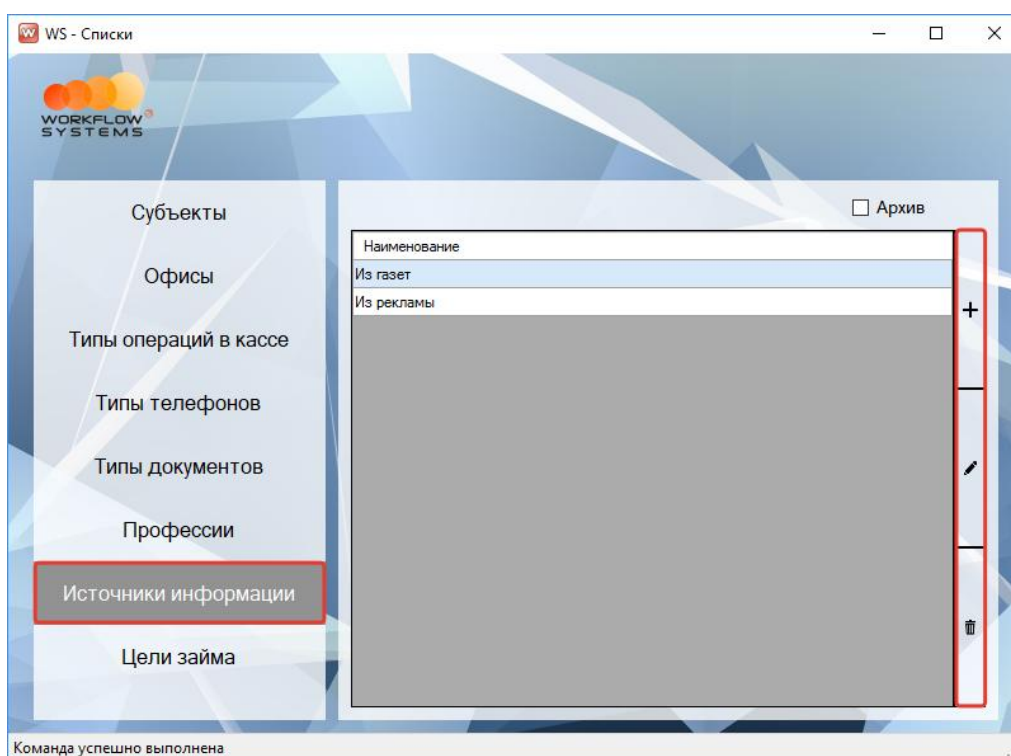 WS - Списки
WORKFLOW
SYSTEMS
Субъекты
Офисы
Типы операций в кассе
Типы телефонов
Типы документов
Профессии
Источники информации
Цели займа
Архив
Наименование
Из газет
Из рекламы
Команда успешно выполнена